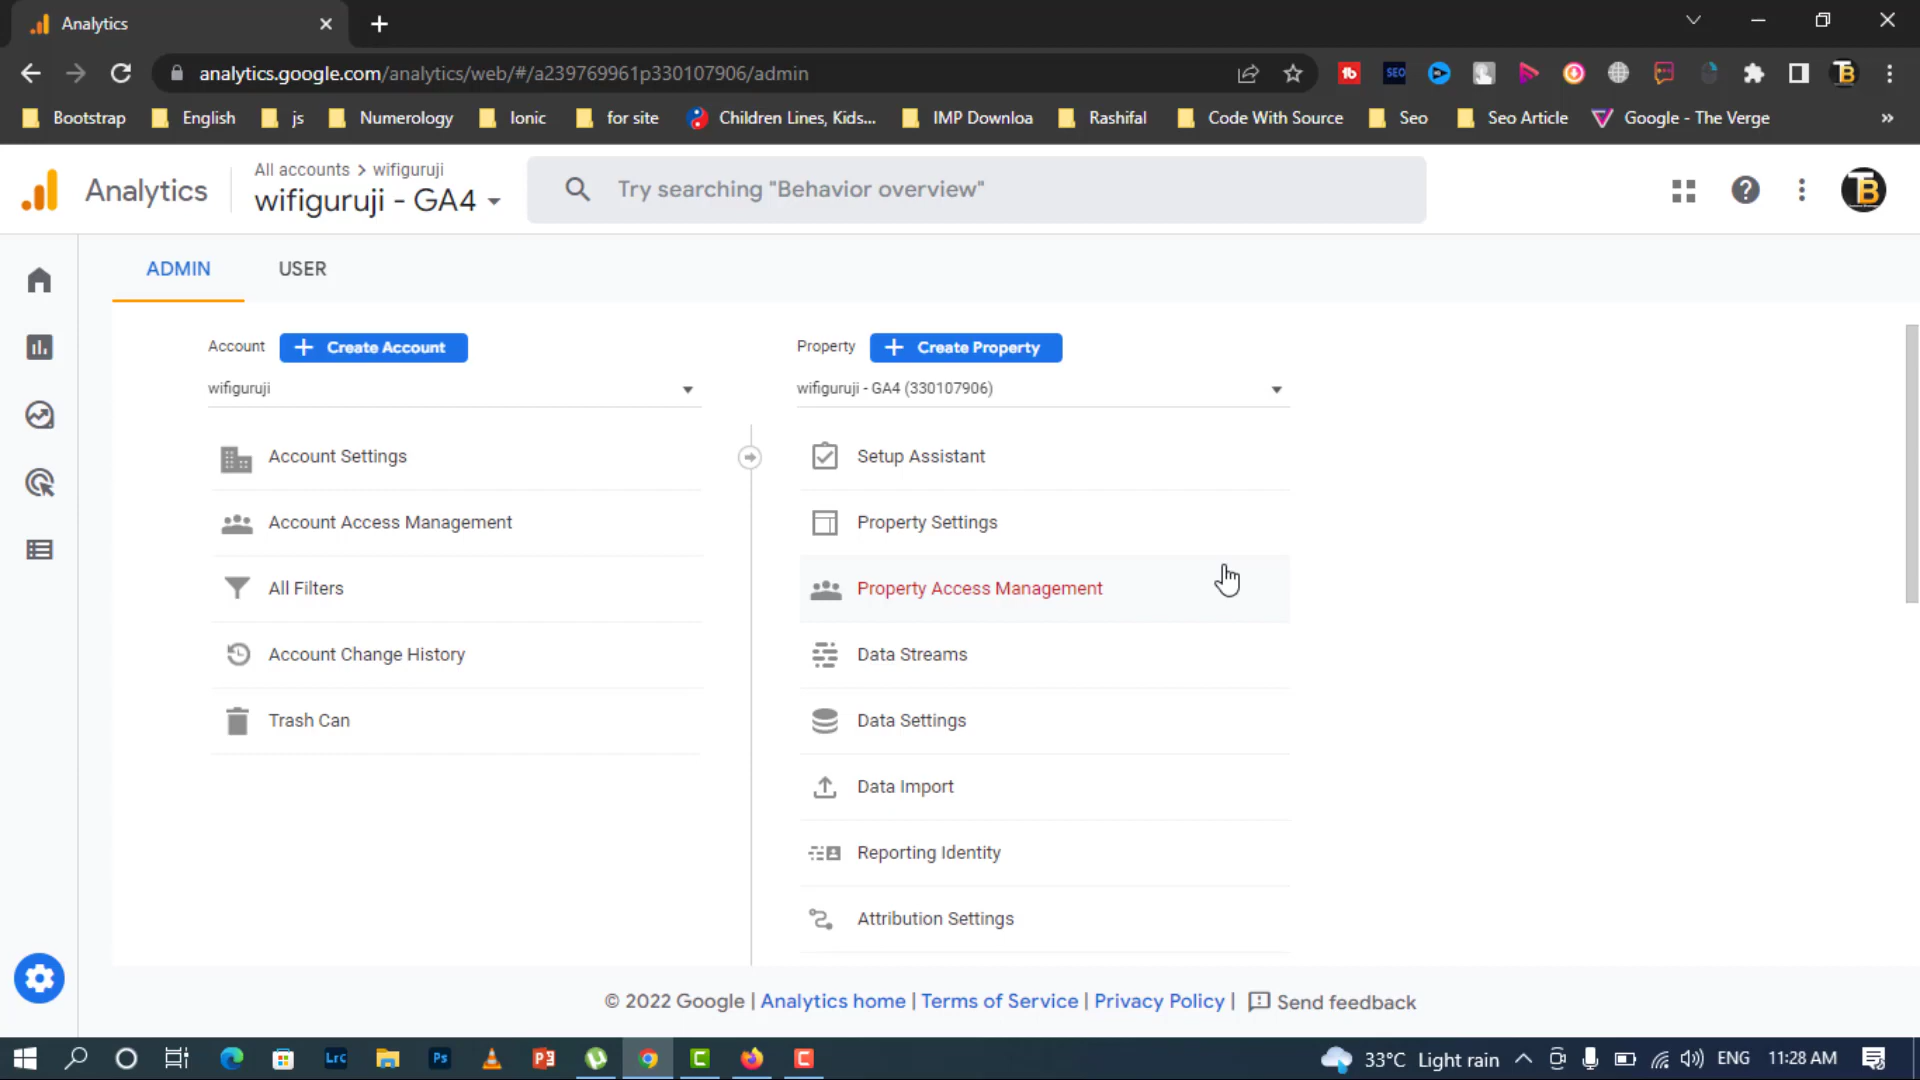 Analytics
analytics.google.com/analytics/web/#/a239769961p330107906/admin
SEO
Bootstrap English js Numerology Ionic for site Children Lines, Kids... IMP Downloa Rashifal Code With Source Seo Seo Article Google - The Verge »
Analytics
All accounts > wifiguruji
wifiguruji - GA4
Try searching "Behavior overview"
ADMIN USER
Account + Create Account
wifiguruji
Account Settings
Account Access Management
All Filters
Account Change History
Trash Can
Property + Create Property
wifiguruji - GA4 (330107906)
Setup Assistant
Property Settings
Property Access Management
Data Streams
Data Settings
Data Import
Reporting Identity
Attribution Settings
© 2022 Google | Analytics home | Terms of Service | Privacy Policy | Send feedback
Lrc Ps 33°C Light rain ENG 11:28 AM